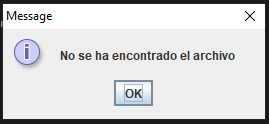 Message
No se ha encontrado el archivo
OK